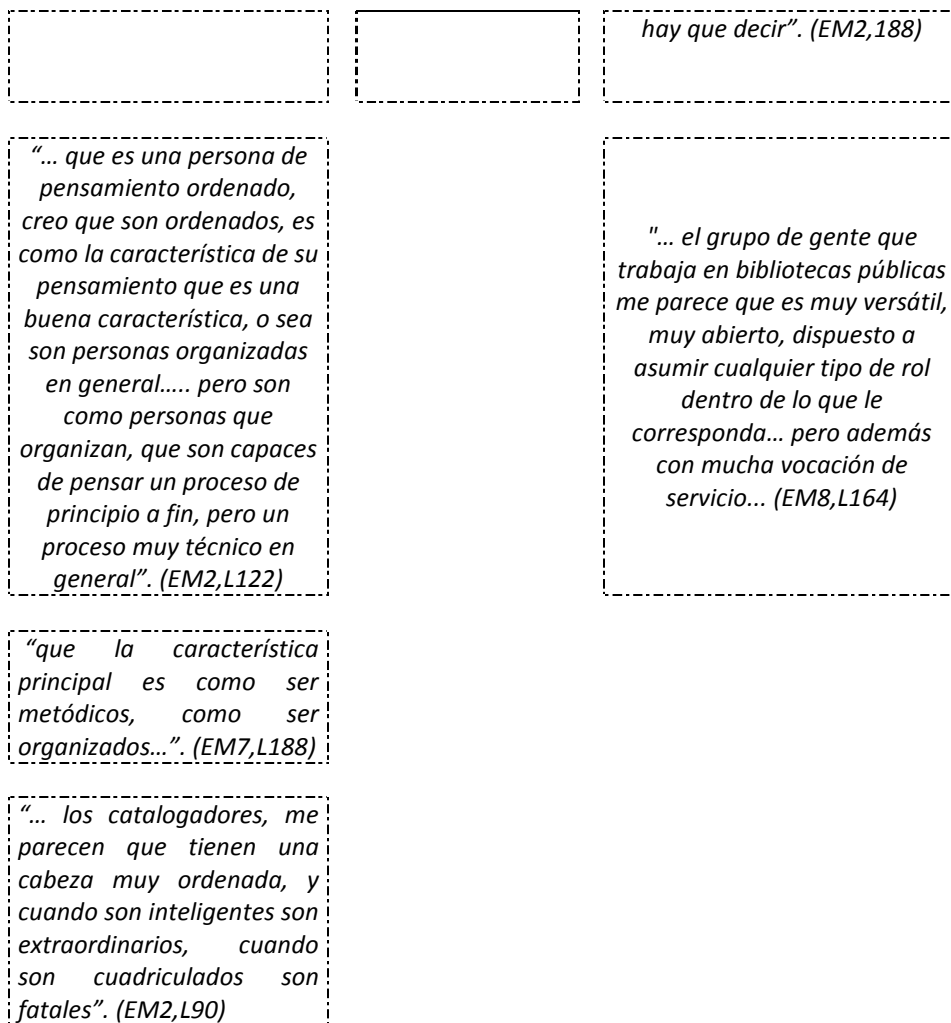 hay que decir”. (EM2,188)
“… que es una persona de
pensamiento ordenado,
creo que son ordenados, es
como la característica de su
pensamiento que es una
buena característica, o sea
son personas organizadas
en general….. pero son
como personas que
organizan, que son capaces
de pensar un proceso de
principio a fin, pero un
proceso muy técnico en
general”. (EM2,L122)
"… el grupo de gente que
trabaja en bibliotecas públicas
me parece que es muy versátil,
muy abierto, dispuesto a
asumir cualquier tipo de rol
dentro de lo que le
corresponda… pero además
con mucha vocación de
servicio... (EM8,L164)
“que la característica
principal es como ser
metódicos, como ser
organizados…”. (EM7,L188)
“… los catalogadores, me
parecen que tienen una
cabeza muy ordenada, y
cuando son inteligentes son
extraordinarios, cuando
son cuadriculados son
fatales”. (EM2,L90)